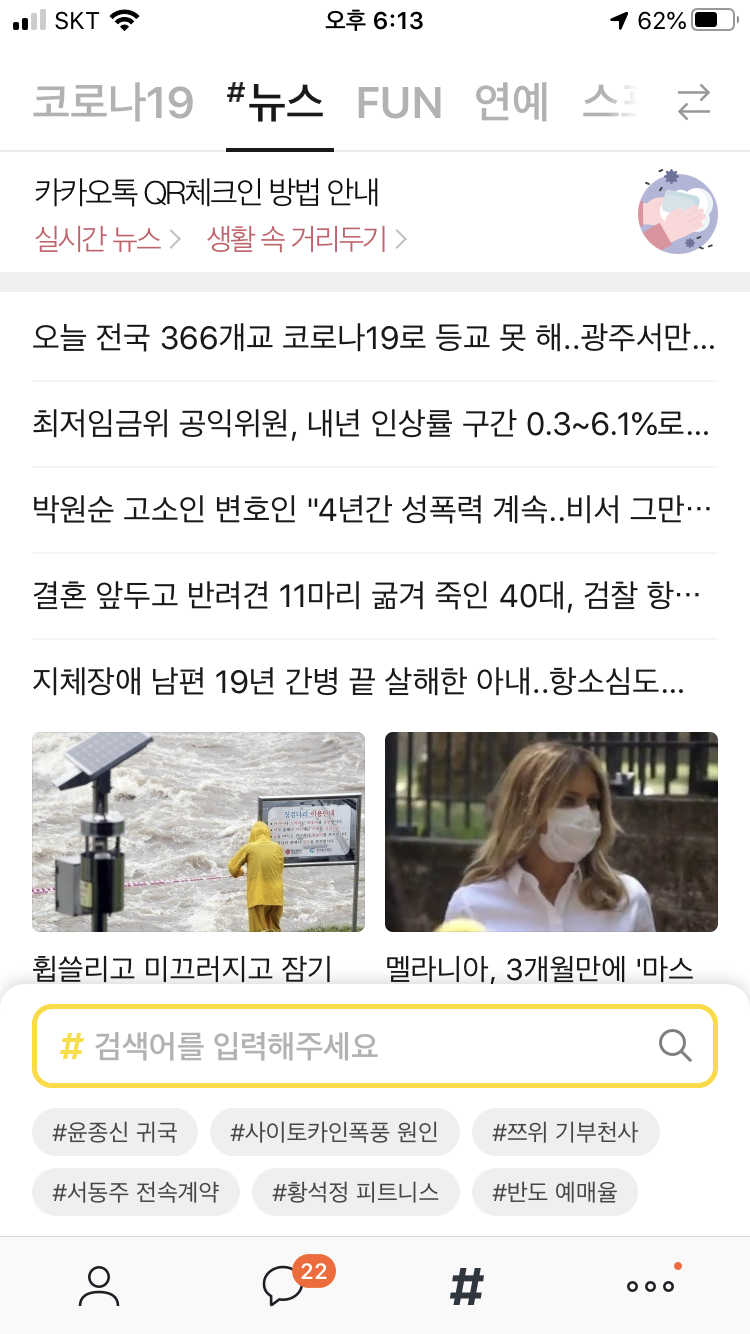 SKT 오후 6:13 62%
코로나19 #뉴스 FUN 연예 스포
카카오톡 QR체크인 방법 안내
실시간 뉴스 > 생활 속 거리두기 >
오늘 전국 366개교 코로나19로 등교 못 해..광주서만...
최저임금위 공익위원, 내년 인상률 구간 0.3~6.1%로...
박원순 고소인 변호인 "4년간 성폭력 계속..비서 그만…
결혼 앞두고 반려견 11마리 굶겨 죽인 40대, 검찰 항…
지체장애 남편 19년 간병 끝 살해한 아내..항소심도...
징검다리 이용안내
휩쓸리고 미끄러지고 잠기
멜라니아, 3개월만에 '마스
# 검색어를 입력해주세요
#윤종신 귀국 #사이토카인폭풍 원인 #쯔위 기부천사
#서동주 전속계약 #황석정 피트니스 #반도 예매율
22
#